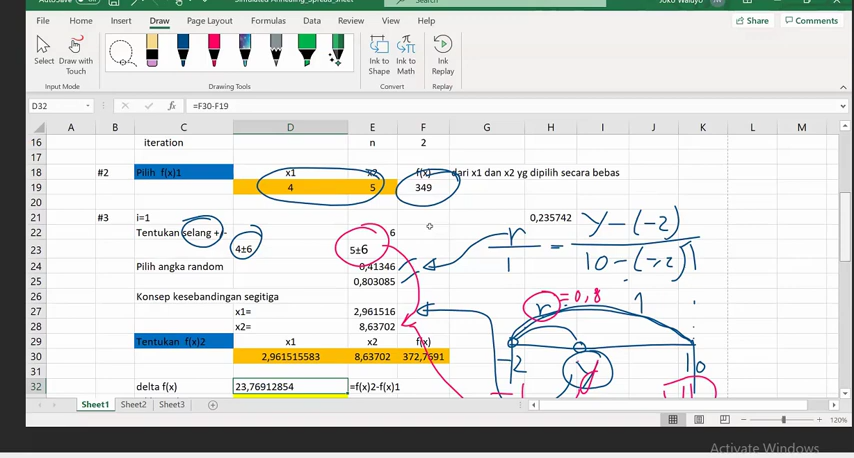 AutoSave
Simulated Annealing_Spread_sheet
Joko Waluyo
File Home Insert Draw Page Layout Formulas Data Review View Help
Share Comments
Select Draw with Touch
Ink to Shape Ink to Math Ink Replay
Input Mode Drawing Tools Convert Replay
D32 fx =F30-F19
A B C D E F G H I J K L M
16 iteration n 2
17
18 #2 Pilih f(x)1 x1 x2 f(x) dari x1 dan x2 yg dipilih secara bebas
19 4 5 349
20
21 #3 i=1 0,235742
22 Tentukan selang +/- 6
23 4±6 5±6
24 Pilih angka random 0,41346
25 0,803085
26 Konsep kesebandingan segitiga
27 x1= 2,961516
28 x2= 8,63702
29 Tentukan f(x)2 x1 x2 f(x)
30 2,961515583 8,63702 372,7691
31
32 delta f(x) 23,76912854 =f(x)2-f(x)1
r/1 = y-(-2)/10-(-2)
r =0,8 1
-2 y 10
-1 11
Sheet1 Sheet2 Sheet3
120%
Activate Windows